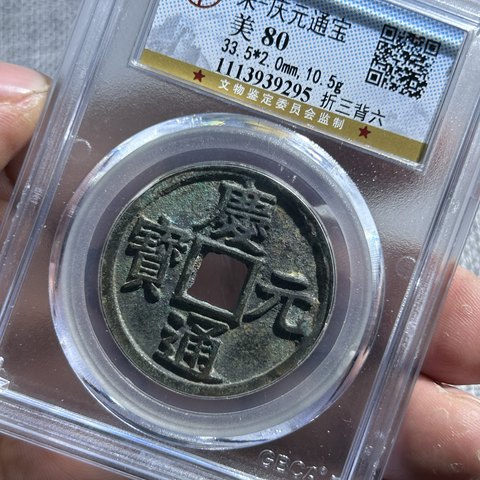 宋-庆元通宝
美 80
33.5*2.0mm, 10.5g
1113939295 折三背六
文物鉴定委员会监制
慶元通寶
GBCA®